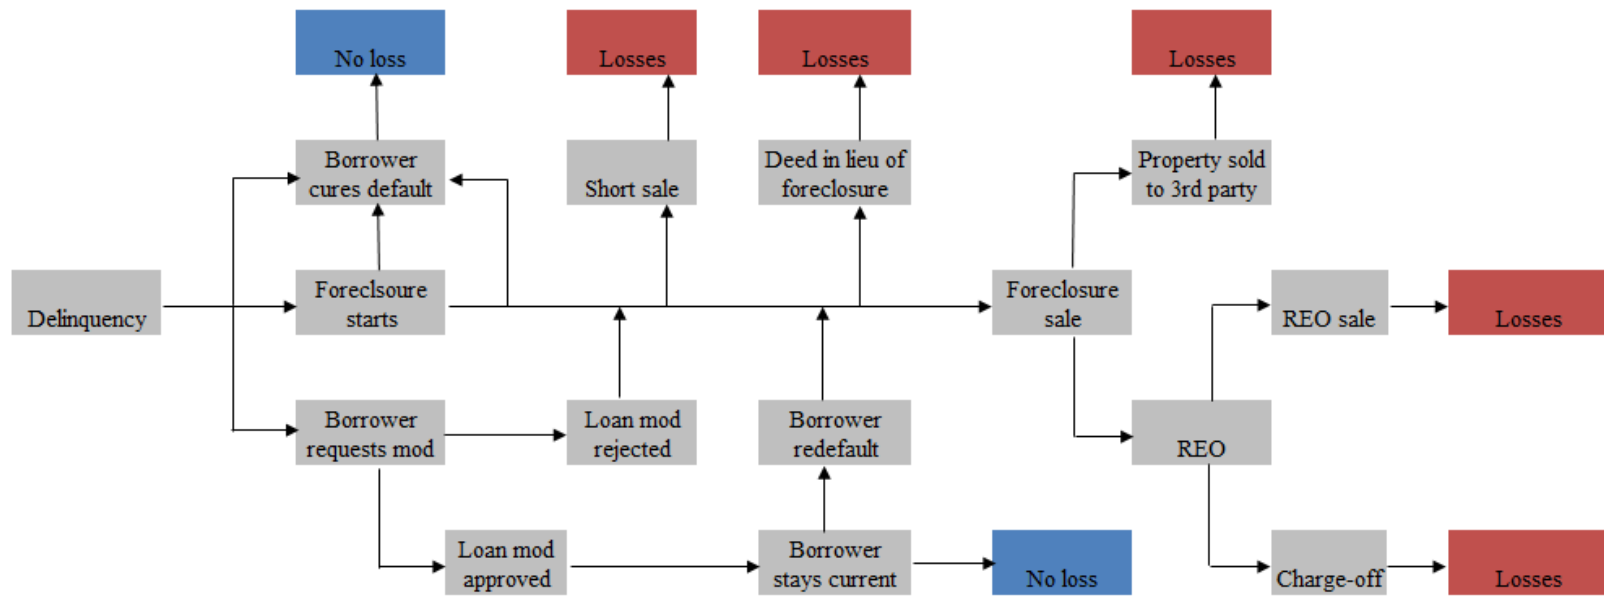 No loss
Losses
Losses
Losses
Borrower
cures default
Short sale
Deed in lieu of
foreclosure
Property sold
to 3rd party
Delinquency
Foreclsoure
starts
Foreclosure
sale
REO sale
Losses
Borrower
requests mod
Loan mod
rejected
Borrower
redefault
REO
Loan mod
approved
Borrower
stays current
No loss
Charge-off
Losses